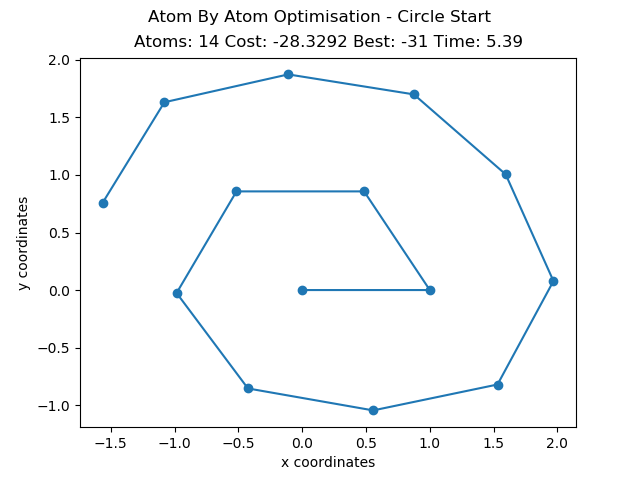 Atom By Atom Optimisation - Circle Start
Atoms: 14 Cost: -28.3292 Best: -31 Time: 5.39
2.0
1.5
1.0
0.5
0.0
−0.5
−1.0
y coordinates
−1.5 −1.0 −0.5 0.0 0.5 1.0 1.5 2.0
x coordinates